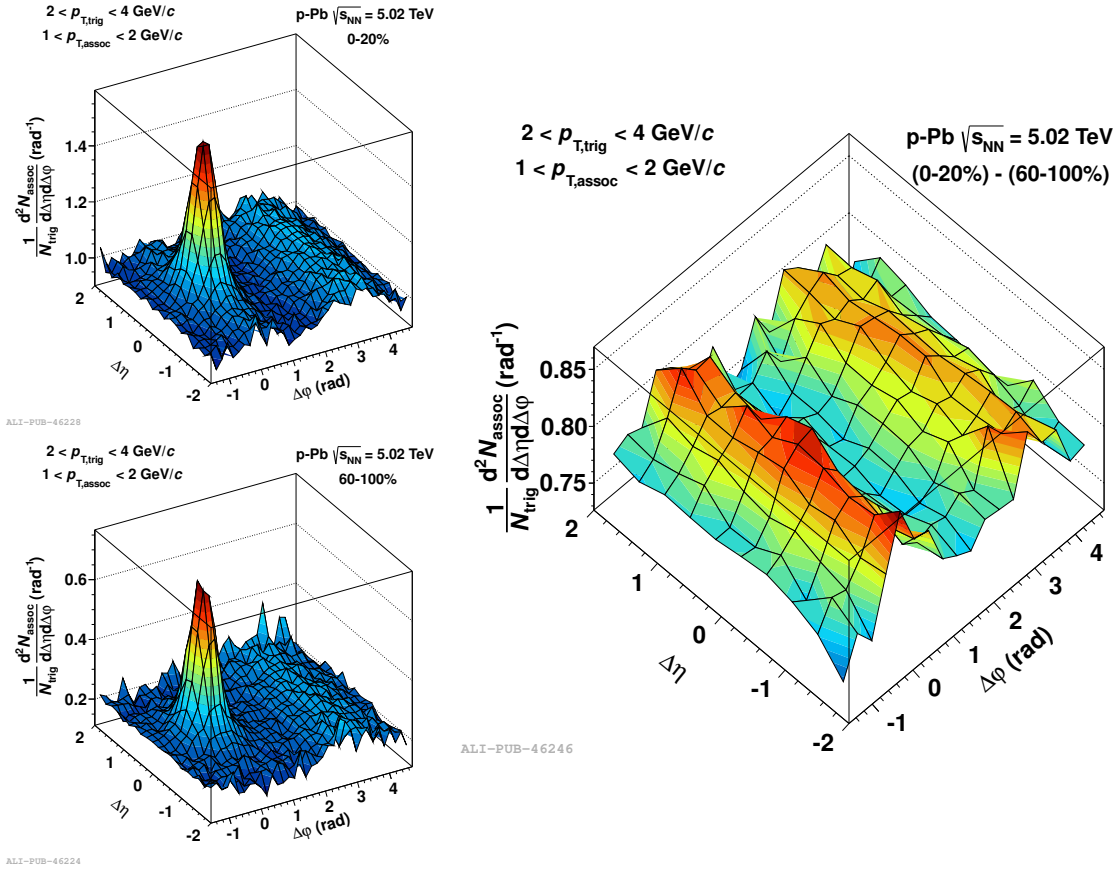 2 < pT,trig < 4 GeV/c
1 < pT,assoc < 2 GeV/c
p-Pb √sNN = 5.02 TeV
0-20%
1/Ntrig d²Nassoc/dΔηdΔφ (rad⁻¹)
1.4
1.2
1.0
2
1
0
-1
-2
Δη
-1
0
1
2
3
4
Δφ (rad)
ALI-PUB-46228
2 < pT,trig < 4 GeV/c
1 < pT,assoc < 2 GeV/c
p-Pb √sNN = 5.02 TeV
60-100%
1/Ntrig d²Nassoc/dΔηdΔφ (rad⁻¹)
0.6
0.4
0.2
2
1
0
-1
-2
Δη
-1
0
1
2
3
4
Δφ (rad)
ALI-PUB-46224
2 < pT,trig < 4 GeV/c
1 < pT,assoc < 2 GeV/c
p-Pb √sNN = 5.02 TeV
(0-20%) - (60-100%)
1/Ntrig d²Nassoc/dΔηdΔφ (rad⁻¹)
0.85
0.80
0.75
2
1
0
-1
-2
Δη
-1
0
1
2
3
4
Δφ (rad)
ALI-PUB-46246